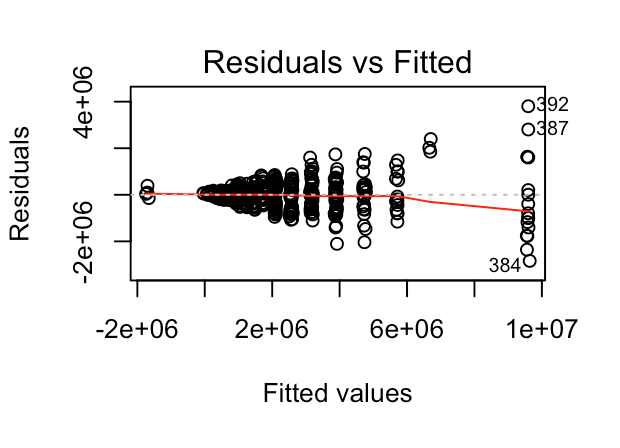 Residuals vs Fitted
Residuals
4e+06
-2e+06
392
387
384
-2e+06
2e+06
6e+06
1e+07
Fitted values